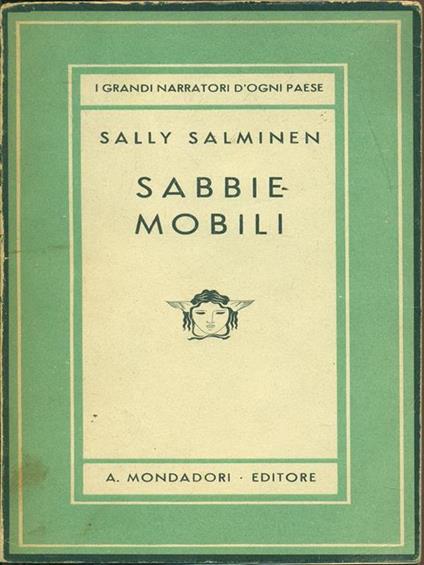 I GRANDI NARRATORI D'OGNI PAESE
SALLY SALMINEN
SABBIE-
MOBILI
A. MONDADORI · EDITORE